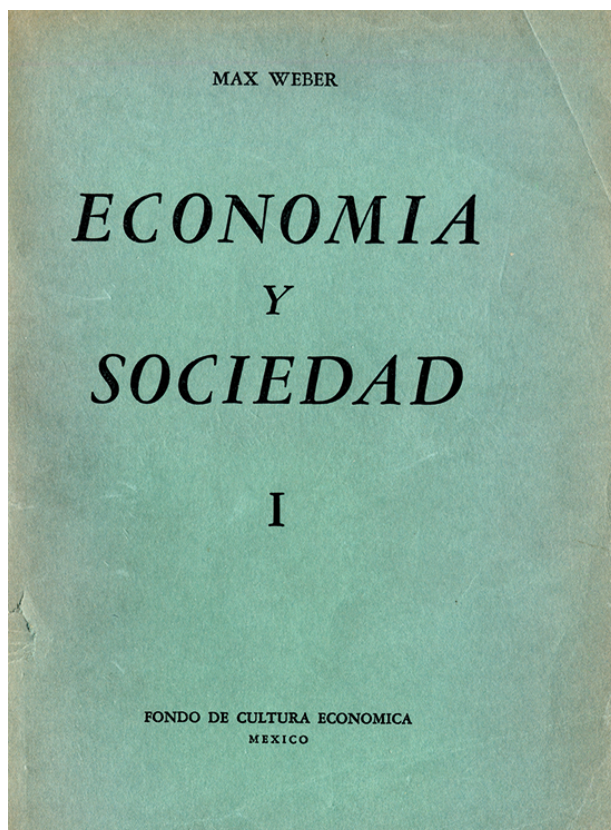 MAX WEBER
ECONOMIA
Y
SOCIEDAD
I
FONDO DE CULTURA ECONOMICA
MEXICO